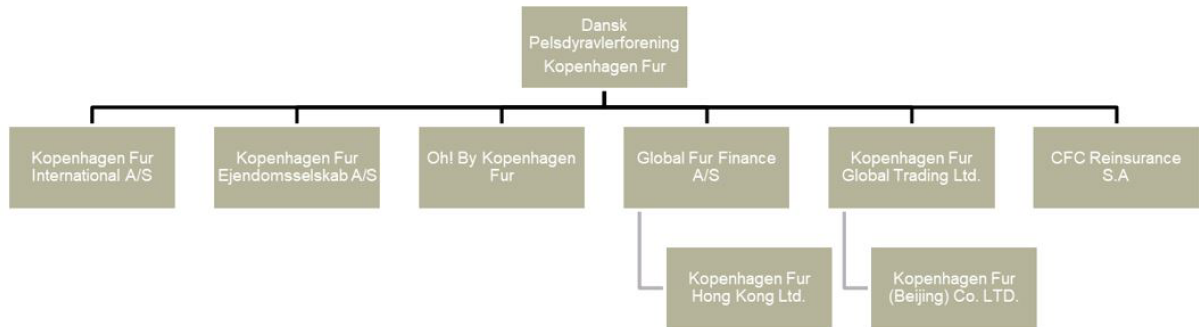 Dansk
Pelsdyravlerforening
Kopenhagen Fur
Kopenhagen Fur
International A/S
Kopenhagen Fur
Ejendomsselskab A/S
Oh! By Kopenhagen
Fur
Global Fur Finance
A/S
Kopenhagen Fur
Global Trading Ltd.
CFC Reinsurance
S.A
Kopenhagen Fur
Hong Kong Ltd.
Kopenhagen Fur
(Beijing) Co. LTD.